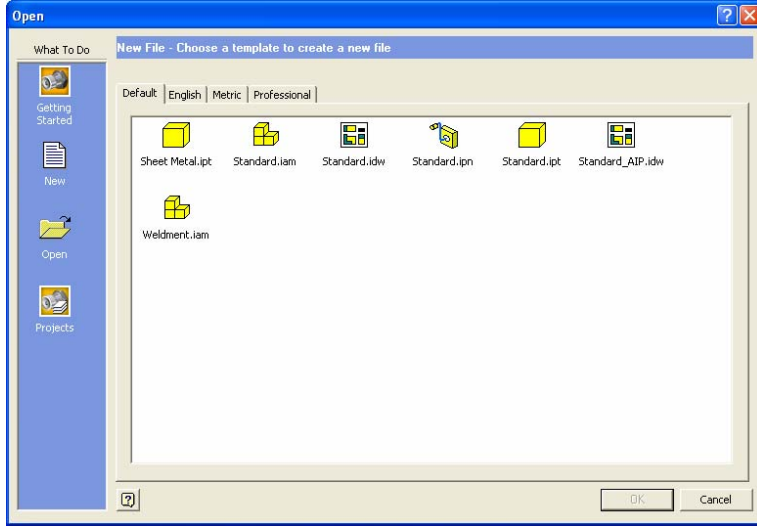 Open
What To Do
New File - Choose a template to create a new file
Getting
Started
New
Open
Projects
Default English Metric Professional
Sheet Metal.ipt Standard.iam Standard.idw Standard.ipn Standard.ipt Standard_AIP.idw
Weldment.iam
OK Cancel